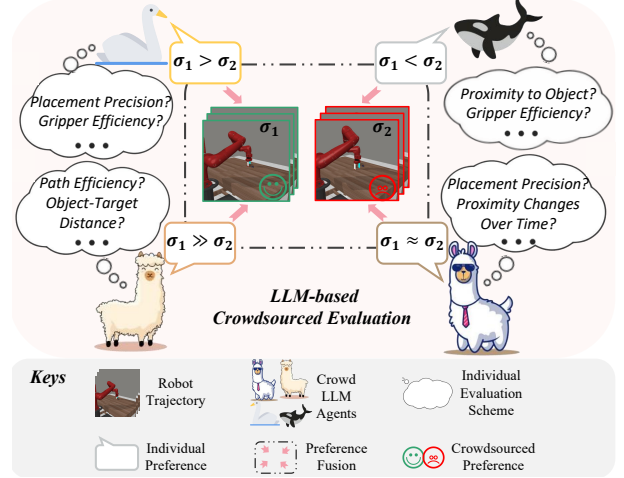 σ₁ > σ₂
σ₁ < σ₂
Placement Precision?
Gripper Efficiency?
• • •
Proximity to Object?
Gripper Efficiency?
• • •
σ₁
σ₂
Path Efficiency?
Object-Target
Distance?
• • •
Placement Precision?
Proximity Changes
Over Time?
• • •
σ₁ ≫ σ₂
σ₁ ≈ σ₂
LLM-based
Crowdsourced Evaluation
Keys
Robot
Trajectory
Crowd
LLM
Agents
Individual
Evaluation
Scheme
Individual
Preference
Preference
Fusion
Crowdsourced
Preference